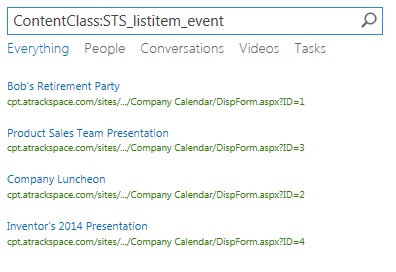 ContentClass:STS_listitem_event
Everything People Conversations Videos Tasks
Bob's Retirement Party
cpt.atrackspace.com/sites/.../Company Calendar/DispForm.aspx?ID=1
Product Sales Team Presentation
cpt.atrackspace.com/sites/.../Company Calendar/DispForm.aspx?ID=3
Company Luncheon
cpt.atrackspace.com/sites/.../Company Calendar/DispForm.aspx?ID=2
Inventor's 2014 Presentation
cpt.atrackspace.com/sites/.../Company Calendar/DispForm.aspx?ID=4